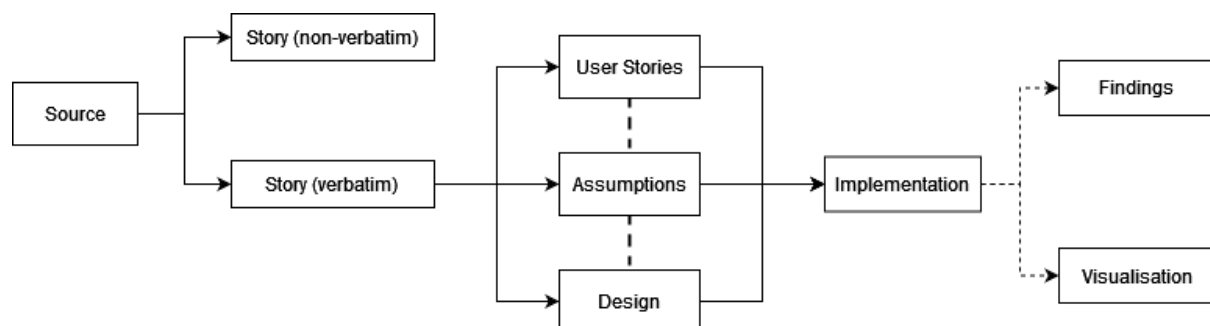 Source
Story (non-verbatim)
Story (verbatim)
User Stories
Assumptions
Design
Implementation
Findings
Visualisation